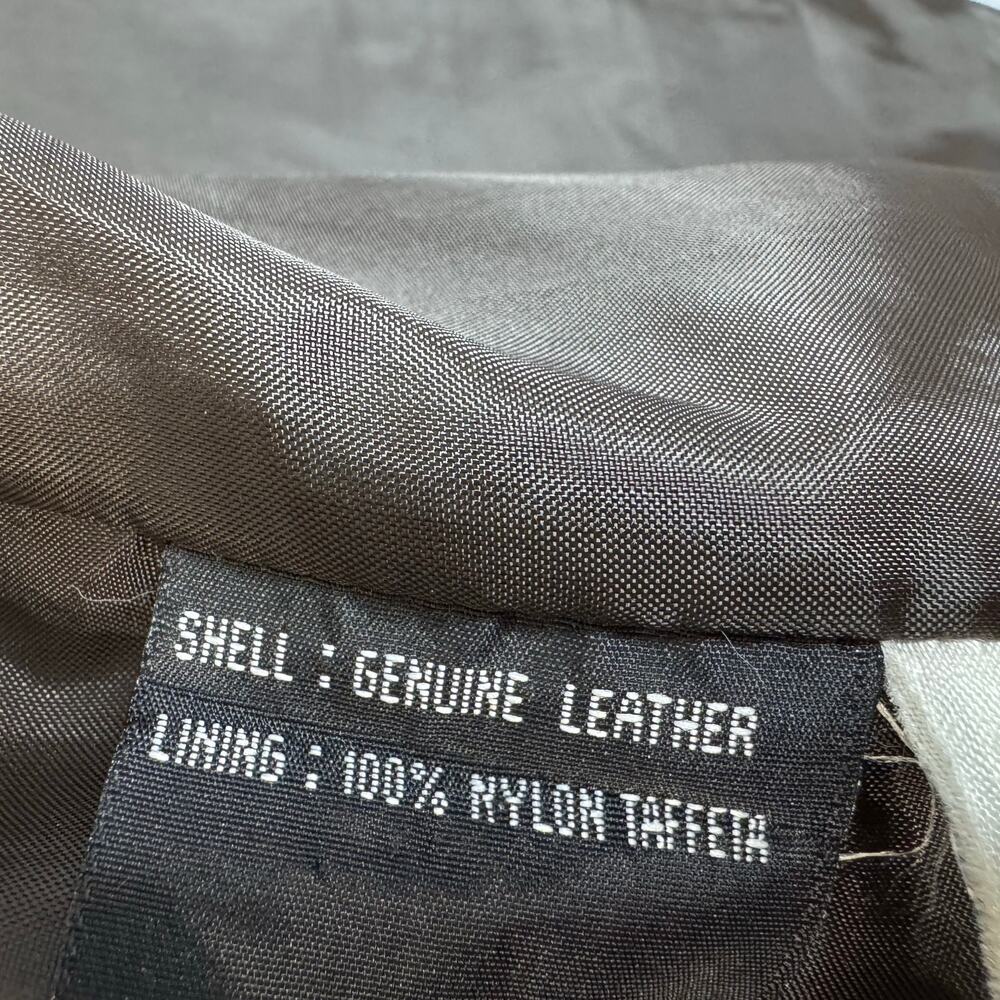 SHELL : GENUINE LEATHER
LINING : 100% NYLON TAFFETA